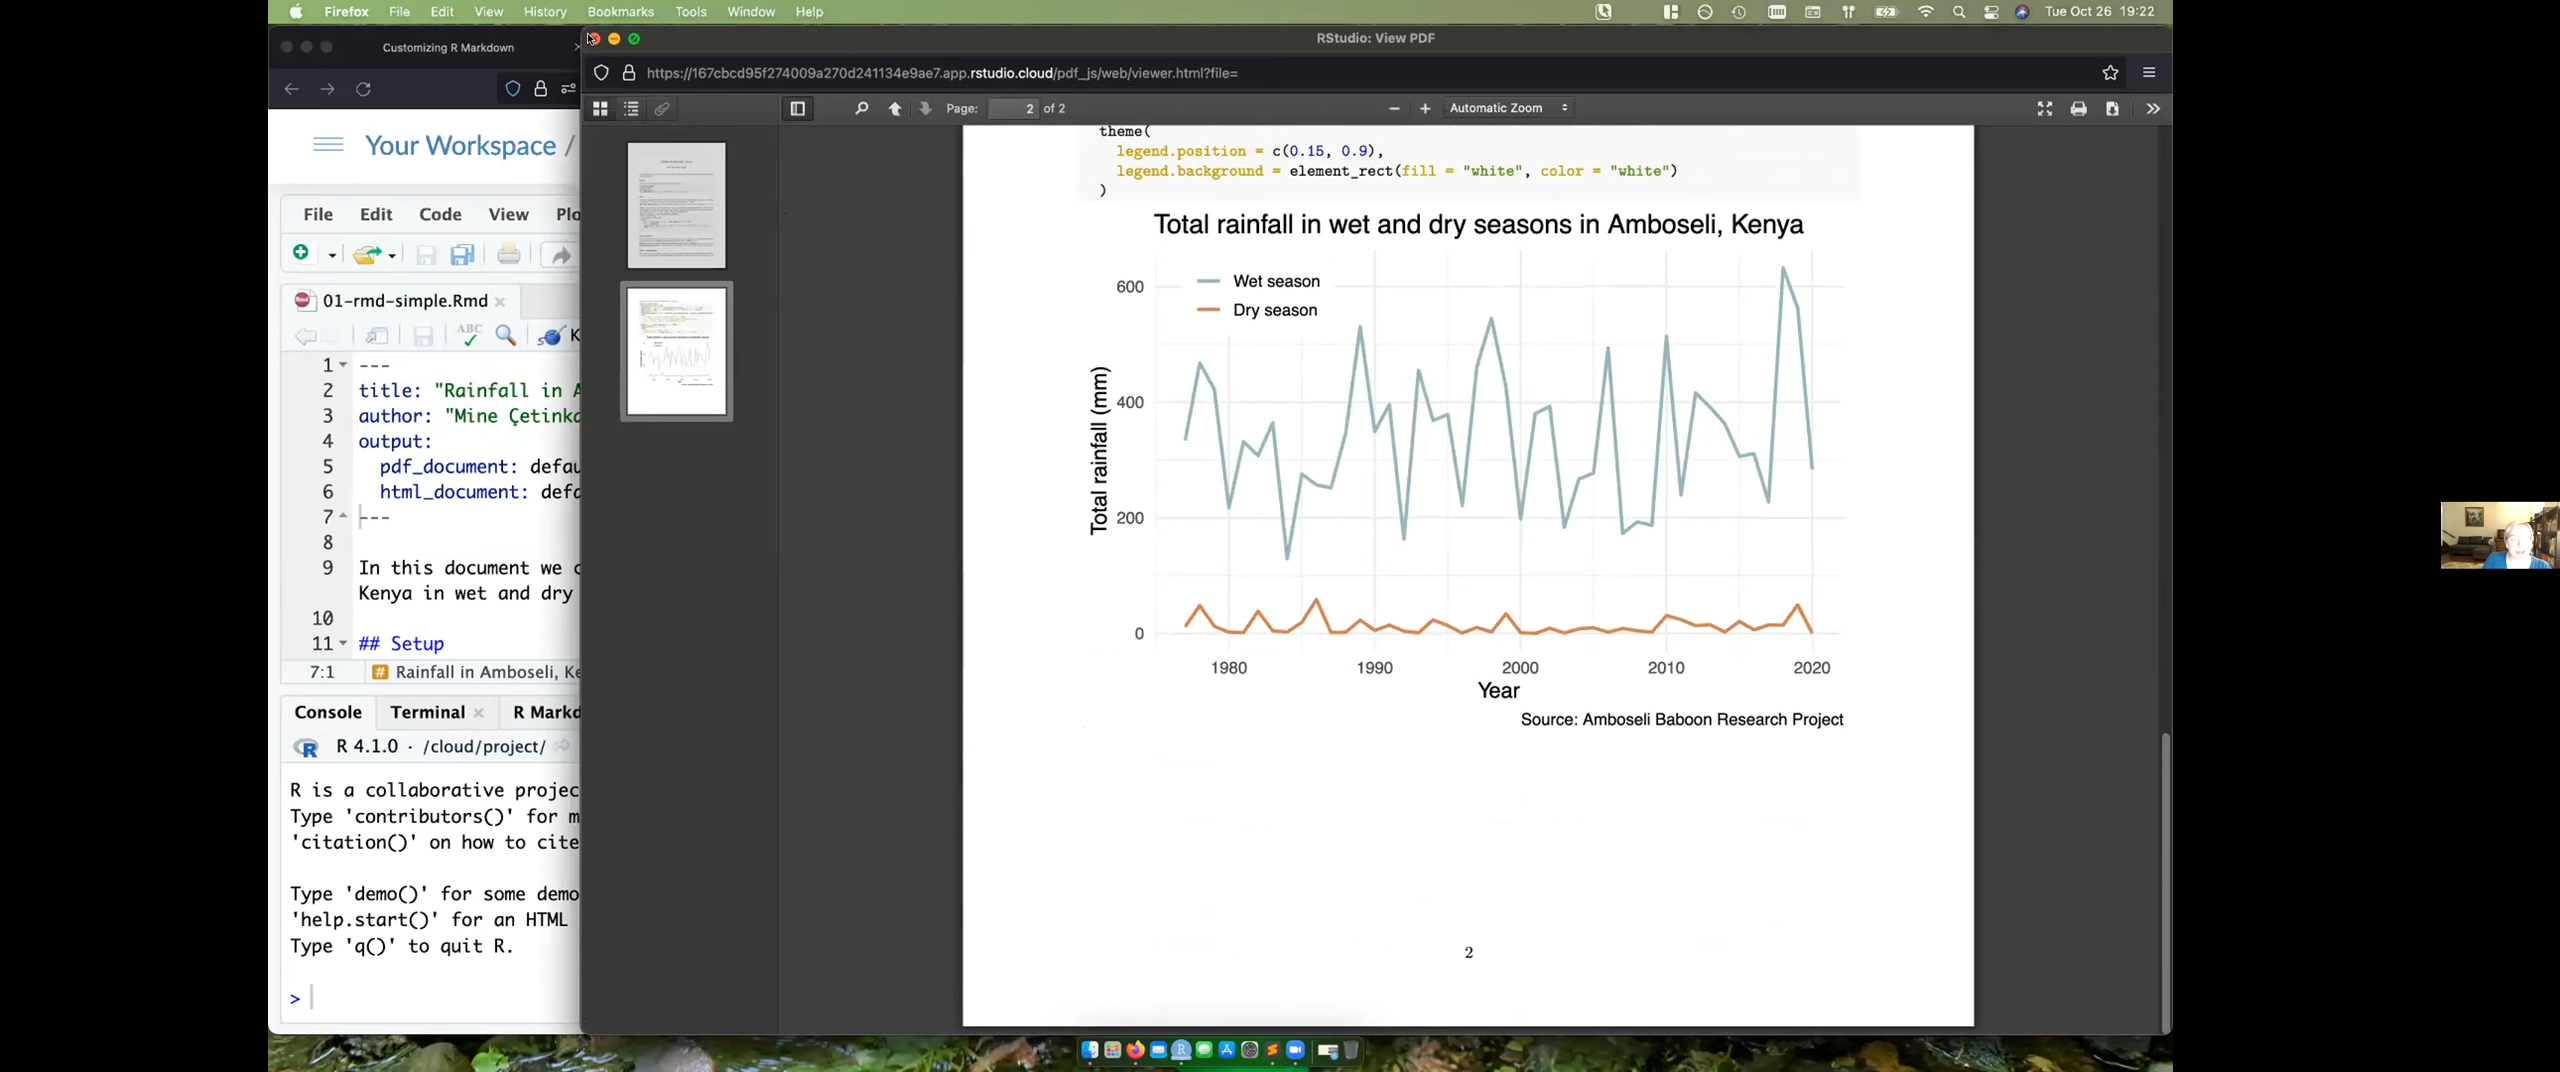 Firefox File Edit View History Bookmarks Tools Window Help
Tue Oct 26 19:22
Customizing R Markdown
Your Workspace /
File Edit Code View Plo
01-rmd-simple.Rmd
ABC
K
1 ---
2 title: "Rainfall in A
3 author: "Mine Çetinka
4 output:
5 pdf_document: defau
6 html_document: defa
7 ---
8
9 In this document we c
Kenya in wet and dry
10
11 ## Setup
7:1 # Rainfall in Amboseli, Ke
Console Terminal R Markd
R 4.1.0 · /cloud/project/
R is a collaborative projec
Type 'contributors()' for m
'citation()' on how to cite
Type 'demo()' for some demo
'help.start()' for an HTML
Type 'q()' to quit R.
>
RStudio: View PDF
https://167cbcd95f274009a270d241134e9ae7.app.rstudio.cloud/pdf_js/web/viewer.html?file=
Page: 2 of 2
Automatic Zoom
theme(
legend.position = c(0.15, 0.9),
legend.background = element_rect(fill = "white", color = "white")
)
Total rainfall in wet and dry seasons in Amboseli, Kenya
Wet season
Dry season
Total rainfall (mm)
600
400
200
0
1980 1990 2000 2010 2020
Year
Source: Amboseli Baboon Research Project
2